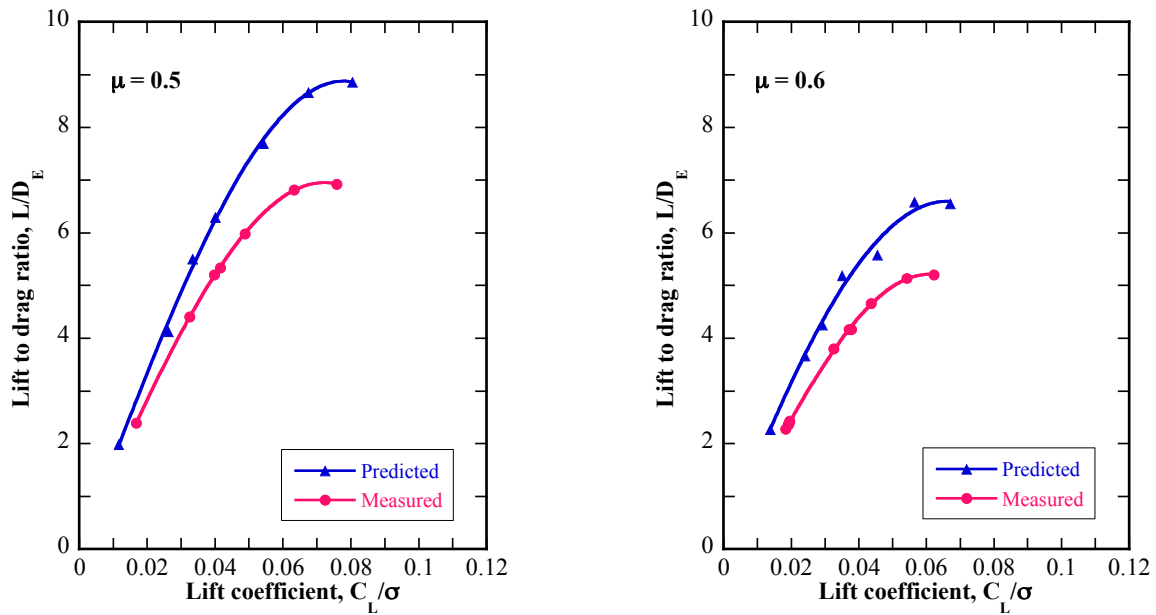 10
8
6
4
2
0
Lift to drag ratio, L/D_E
μ = 0.5
Predicted
Measured
0 0.02 0.04 0.06 0.08 0.1 0.12
Lift coefficient, C_L/σ
10
8
6
4
2
0
Lift to drag ratio, L/D_E
μ = 0.6
Predicted
Measured
0 0.02 0.04 0.06 0.08 0.1 0.12
Lift coefficient, C_L/σ